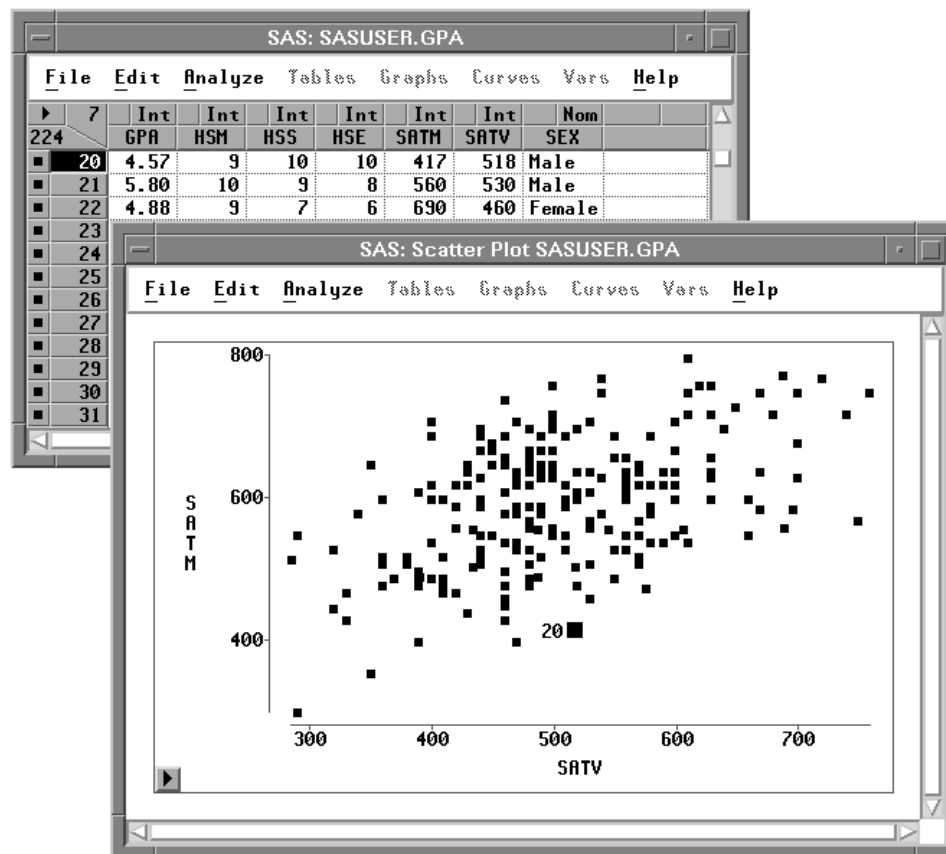 SAS: SASUSER.GPA
File Edit Analyze Tables Graphs Curves Vars Help
7 Int Int Int Int Int Int Nom
224 GPA HSM HSS HSE SATM SATV SEX
20 4.57 9 10 10 417 518 Male
21 5.80 10 9 8 560 530 Male
22 4.88 9 7 6 690 460 Female
23
24
25
26
27
28
29
30
31
SAS: Scatter Plot SASUSER.GPA
File Edit Analyze Tables Graphs Curves Vars Help
800
600
400
SATM
20
300 400 500 600 700
SATV